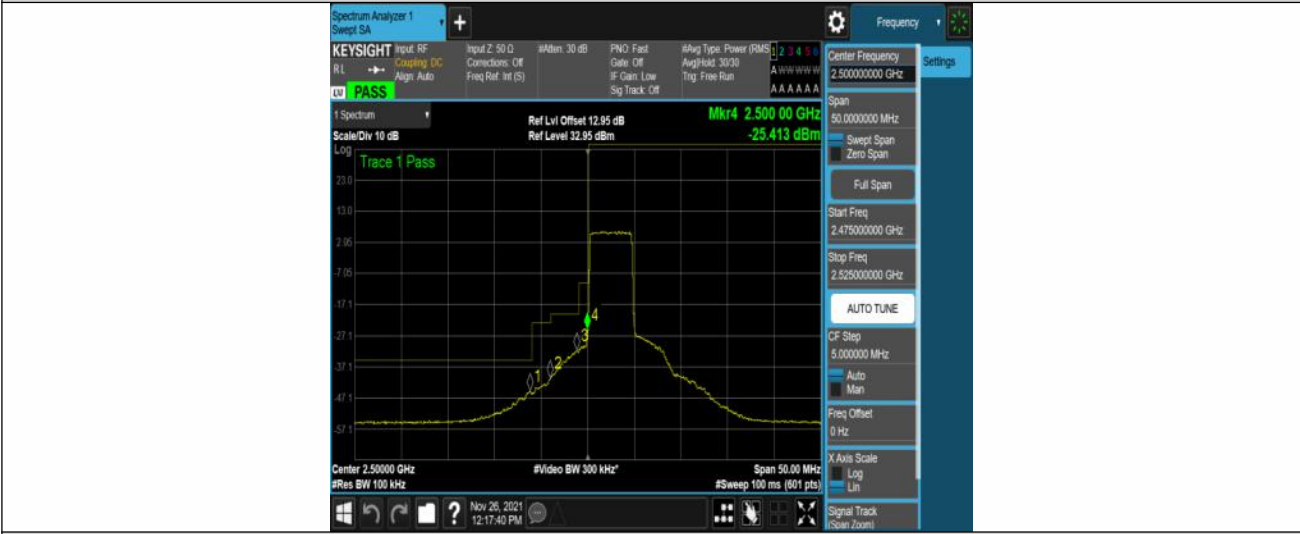 Spectrum Analyzer 1
Swept SA
+
Frequency
KEYSIGHT
RL
PASS
Input: RF
Coupling: DC
Align: Auto
Input Z: 50 Ω
Corrections: Off
Freq Ref: Int (S)
#Atten: 30 dB
PNO: Fast
Gate: Off
IF Gain: Low
Sig Track: Off
#Avg Type: Power (RMS
Avg|Hold: 30/30
Trig: Free Run
1 2 3 4 5 6
A W W W W W
A A A A A A
1 Spectrum
Scale/Div 10 dB
Ref Lvl Offset 12.95 dB
Ref Level 32.95 dBm
Mkr4 2.500 00 GHz
-25.413 dBm
Log
Trace 1 Pass
23.0
13.0
2.95
-7.05
-17.1
-27.1
-37.1
-47.1
-57.1
1
2
3
4
Center 2.50000 GHz
#Res BW 100 kHz
#Video BW 300 kHz*
Span 50.00 MHz
#Sweep 100 ms (601 pts)
Center Frequency
2.500000000 GHz
Settings
Span
50.0000000 MHz
Swept Span
Zero Span
Full Span
Start Freq
2.475000000 GHz
Stop Freq
2.525000000 GHz
AUTO TUNE
CF Step
5.000000 MHz
Auto
Man
Freq Offset
0 Hz
X Axis Scale
Log
Lin
Signal Track
(Span Zoom)
?
Nov 26, 2021
12:17:40 PM